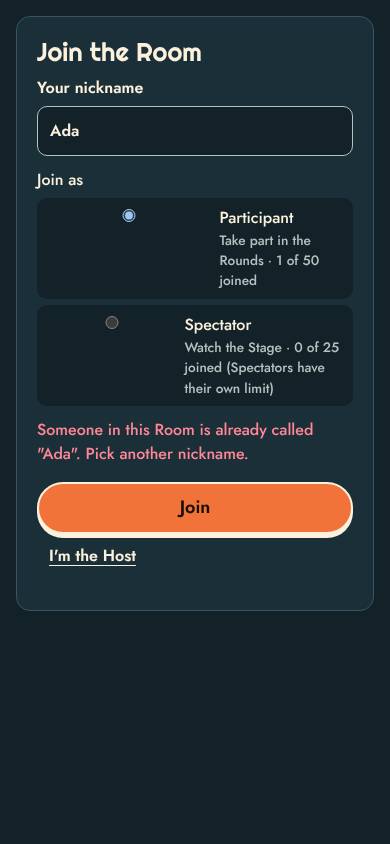 Join the Room
Your nickname
Ada
Join as
Participant
Take part in the
Rounds · 1 of 50
joined
Spectator
Watch the Stage · 0 of 25
joined (Spectators have
their own limit)
Someone in this Room is already called
"Ada". Pick another nickname.
Join
I'm the Host